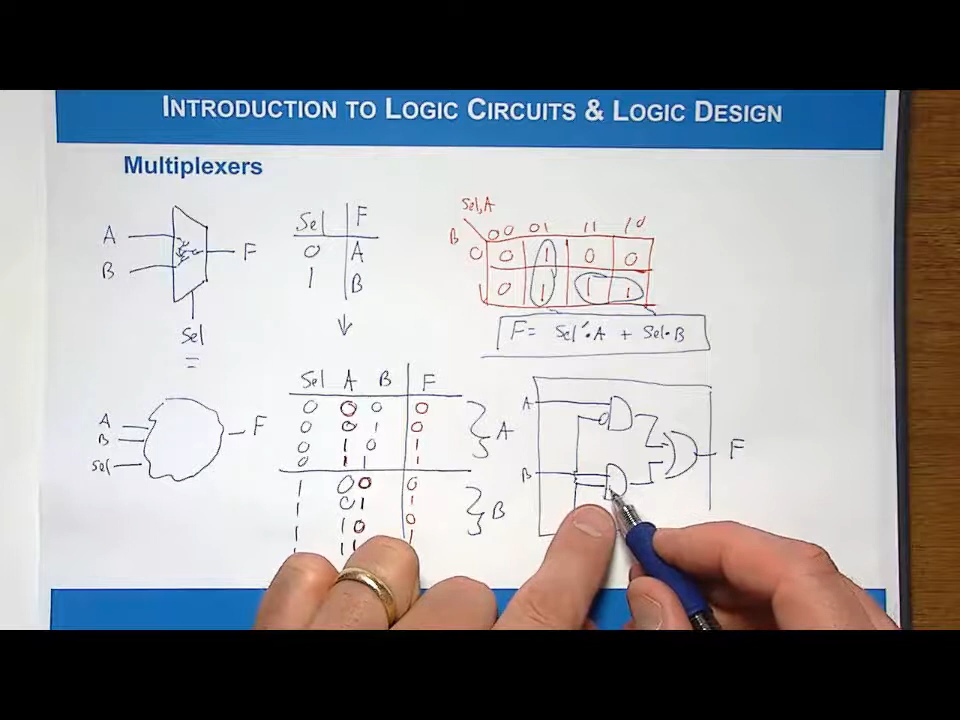 INTRODUCTION TO LOGIC CIRCUITS & LOGIC DESIGN
Multiplexers
A
B
F
Sel
Sel F
0 A
1 B
Sel,A
B
00 01 11 10
0 0 1 0 0
1 0 1 1 1
F = Sel'·A + Sel·B
A
B
Sel
F
Sel A B F
0 0 0 0
0 0 1 0
0 1 0 1
0 1 1 1
A
1 0 0 0
1 0 1 1
1 1 0 0
1 1 1 1
B
A
B
F